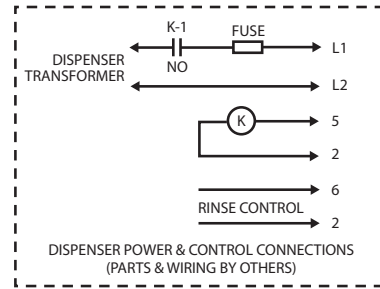 K-1
FUSE
L1
DISPENSER
TRANSFORMER
NO
L2
K
5
2
6
RINSE CONTROL
2
DISPENSER POWER & CONTROL CONNECTIONS
(PARTS & WIRING BY OTHERS)